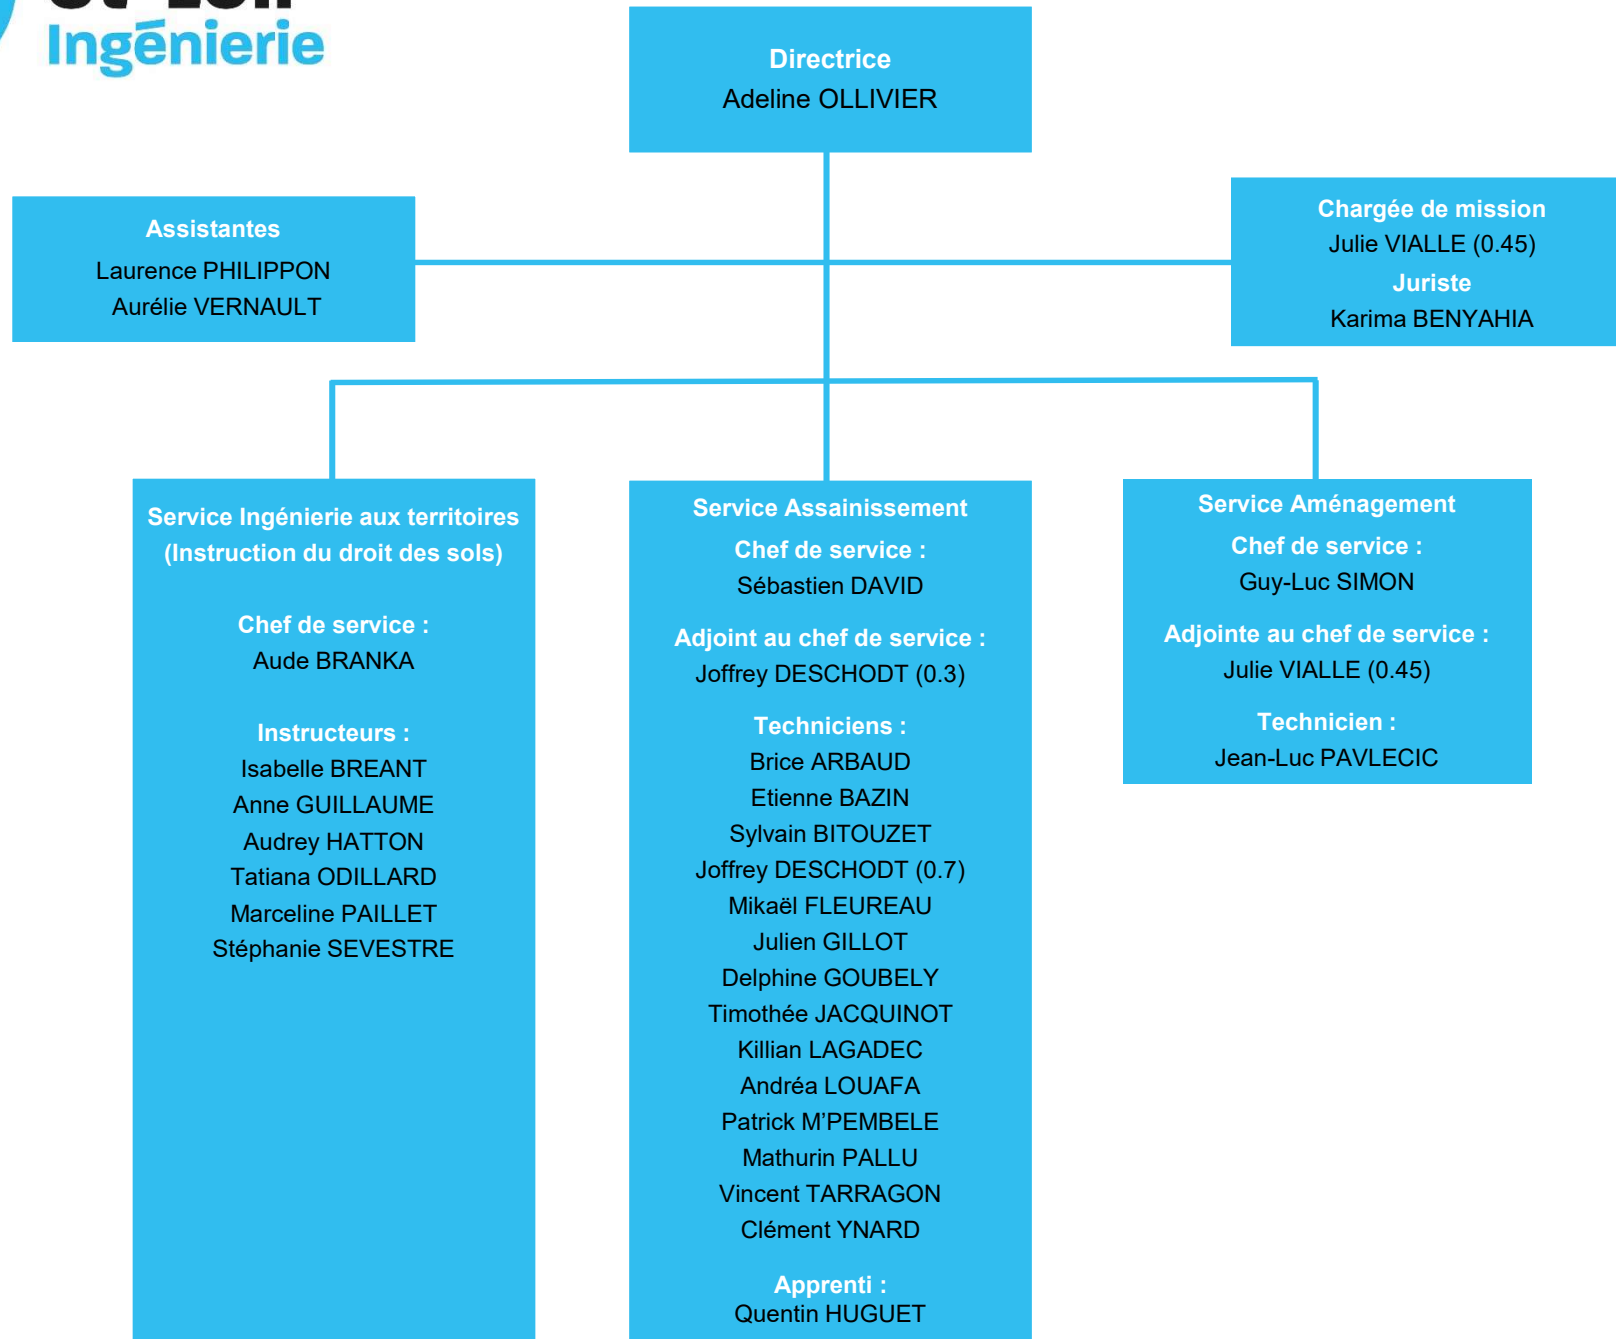 Ingénierie
Directrice
Adeline OLLIVIER
Assistantes
Laurence PHILIPPON
Aurélie VERNAULT
Chargée de mission
Julie VIALLE (0.45)
Juriste
Karima BENYAHIA
Service Ingénierie aux territoires
(Instruction du droit des sols)
Chef de service :
Aude BRANKA
Instructeurs :
Isabelle BREANT
Anne GUILLAUME
Audrey HATTON
Tatiana ODILLARD
Marceline PAILLET
Stéphanie SEVESTRE
Service Assainissement
Chef de service :
Sébastien DAVID
Adjoint au chef de service :
Joffrey DESCHODT (0.3)
Techniciens :
Brice ARBAUD
Etienne BAZIN
Sylvain BITOUZET
Joffrey DESCHODT (0.7)
Mikaël FLEUREAU
Julien GILLOT
Delphine GOUBELY
Timothée JACQUINOT
Killian LAGADEC
Andréa LOUAFA
Patrick M’PEMBELE
Mathurin PALLU
Vincent TARRAGON
Clément YNARD
Apprenti :
Quentin HUGUET
Service Aménagement
Chef de service :
Guy-Luc SIMON
Adjointe au chef de service :
Julie VIALLE (0.45)
Technicien :
Jean-Luc PAVLECIC